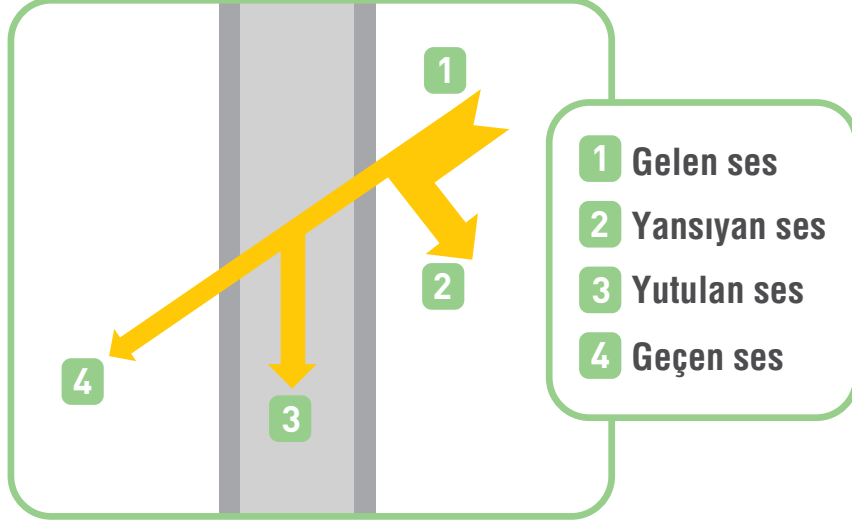 1
2
3
4
1 Gelen ses
2 Yansıyan ses
3 Yutulan ses
4 Geçen ses